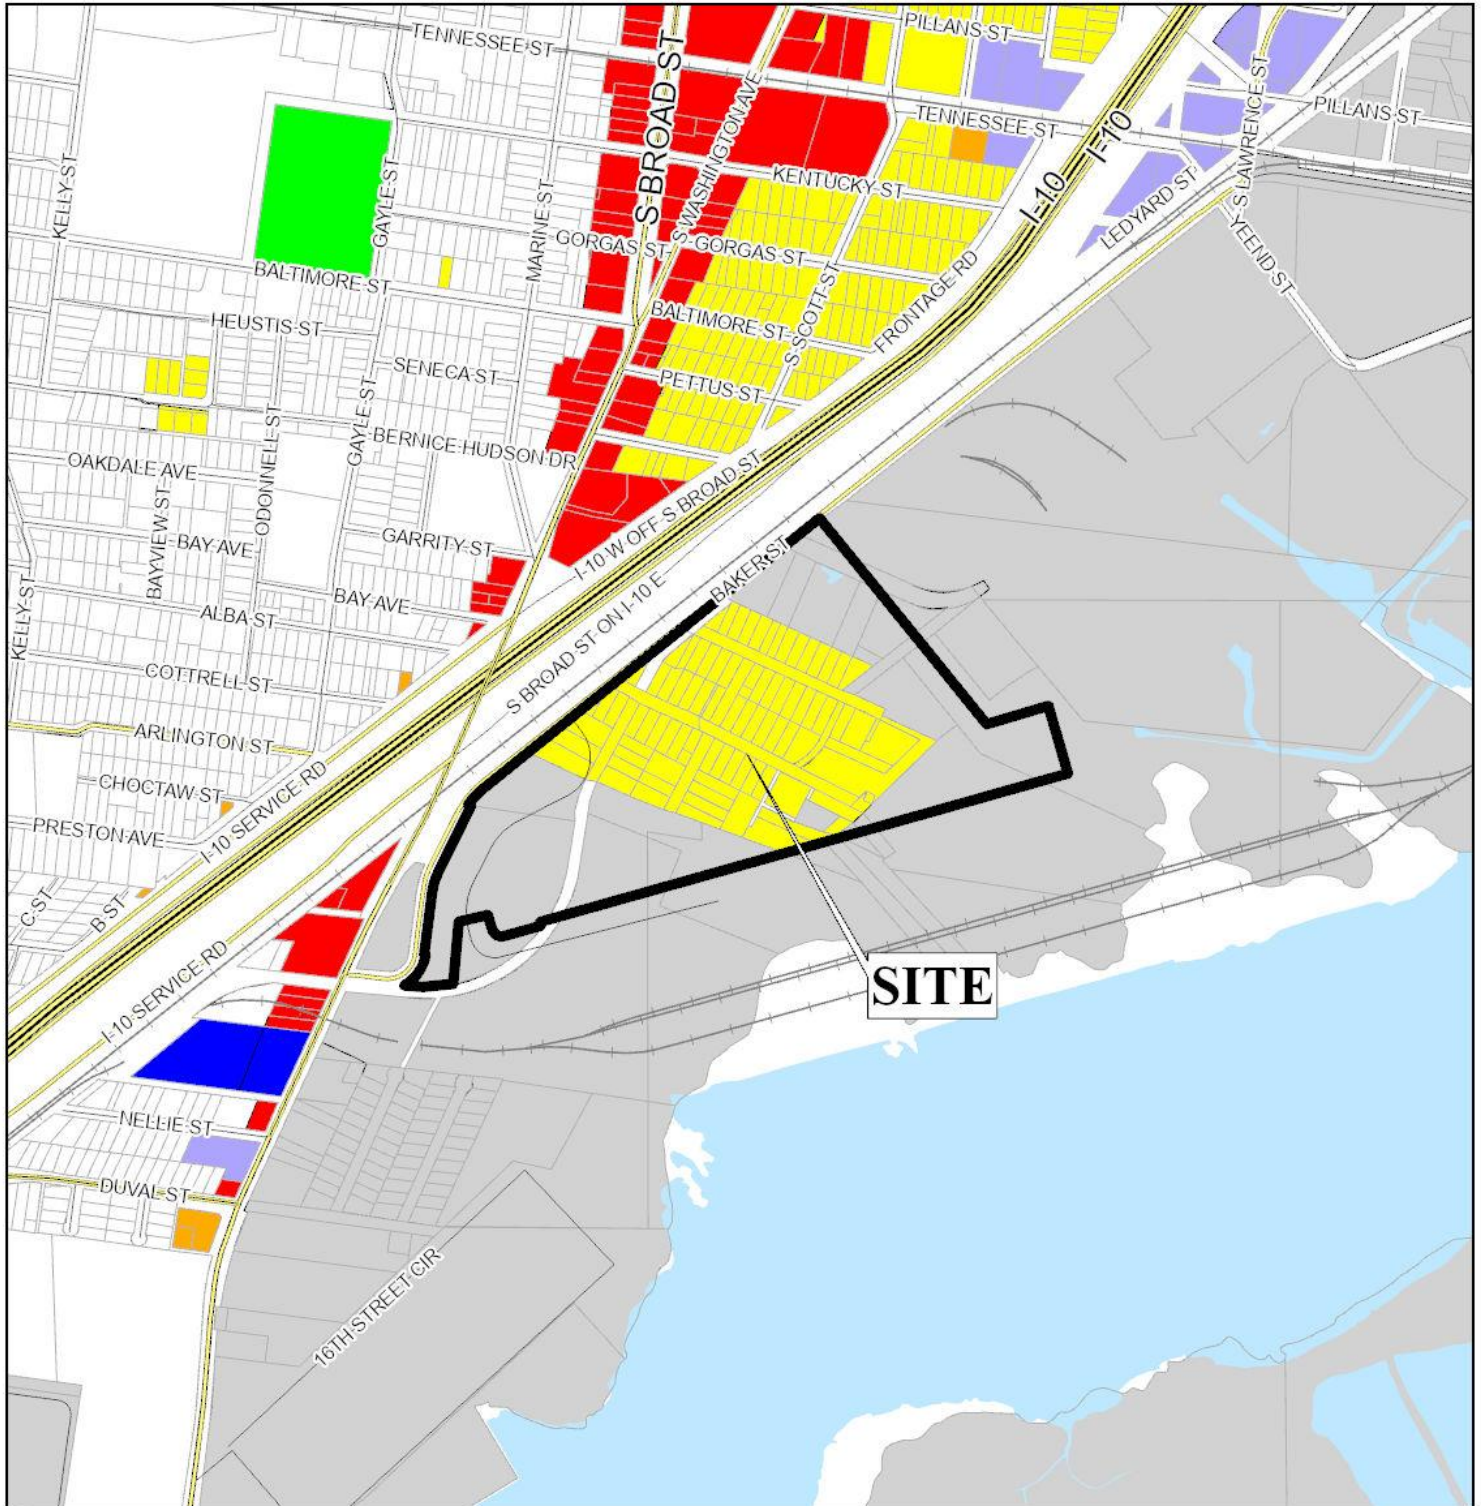 PILLANS ST
TENNESSEE ST
S BROAD ST
S WASHINGTON AVE
S LAWRENCE ST
PILLANS ST
TENNESSEE ST
I-10
I-10
KELLY ST
GAYLE ST
MARINE ST
KENTUCKY ST
LEDYARD ST
YEEND ST
GORGAS ST
GORGAS ST
BALTIMORE ST
S SCOTT ST
FRONTAGE RD
HEUSTIS ST
BALTIMORE ST
SENECA ST
PETTUS ST
GAYLE ST
BERNICE HUDSON DR
OAKDALE AVE
ODONNELL ST
BAYVIEW ST
BAY AVE
GARRITY ST
I-10 W OFF S BROAD ST
BAKER ST
KELLY ST
ALBA ST
BAY AVE
S BROAD ST ON I-10 E
COTTRELL ST
ARLINGTON ST
CHOCTAW ST
PRESTON AVE
I-10 SERVICE RD
C ST
B ST
I-10 SERVICE RD
SITE
NELLIE ST
DUVAL ST
16TH STREET CIR